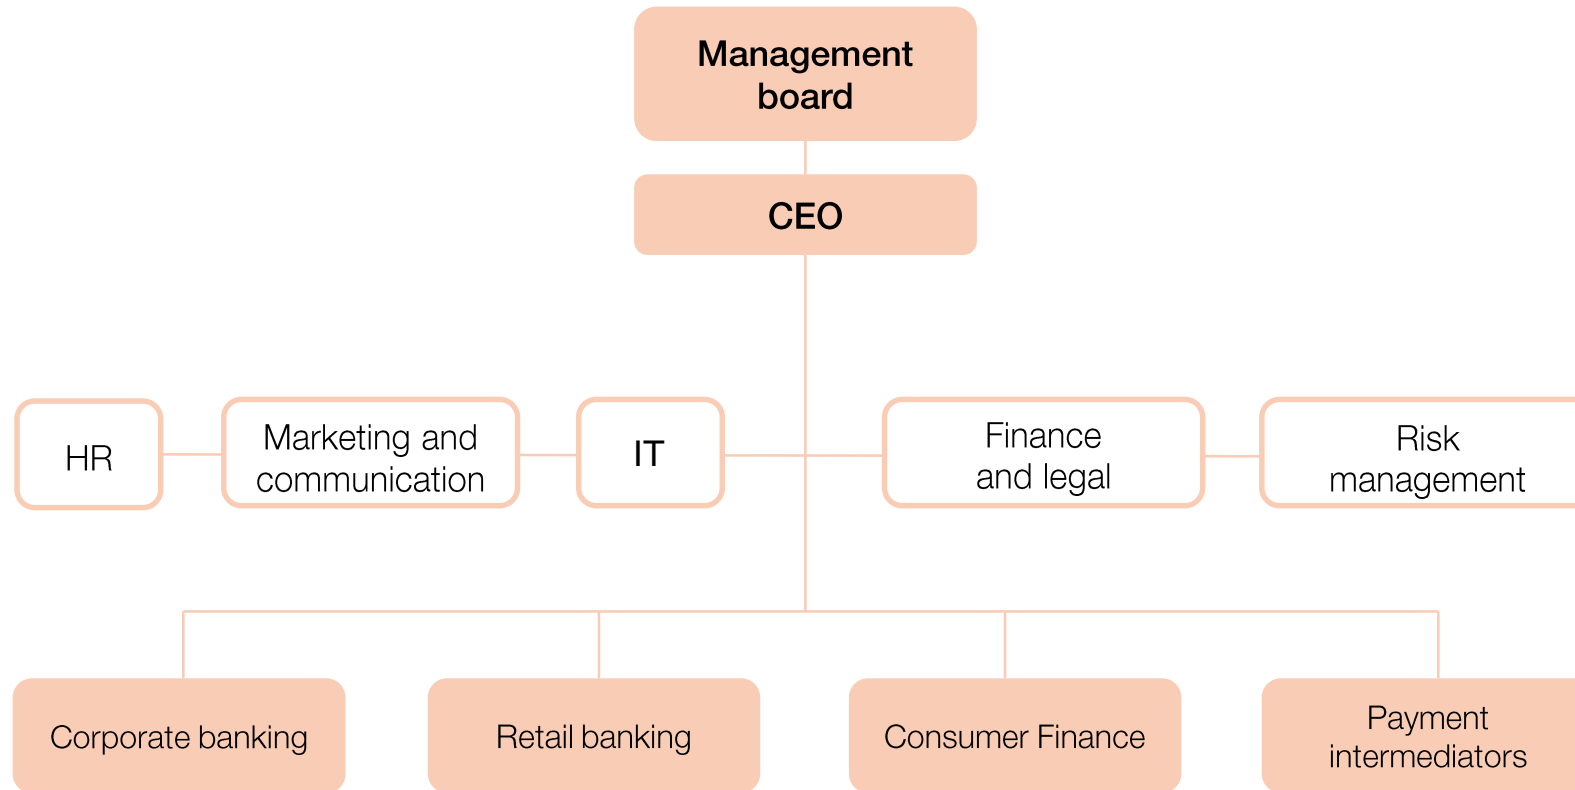 Management
board
CEO
HR
Marketing and
communication
IT
Finance
and legal
Risk
management
Corporate banking
Retail banking
Consumer Finance
Payment
intermediators